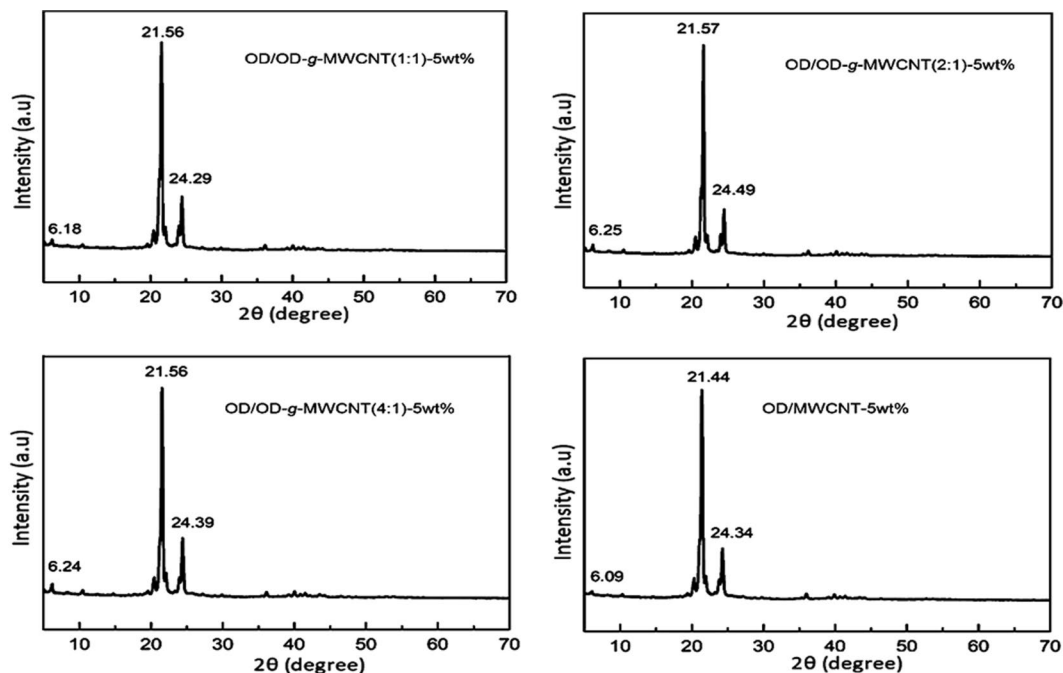 21.56
OD/OD-g-MWCNT(1:1)-5wt%
24.29
6.18
Intensity (a.u)
10 20 30 40 50 60 70
2θ (degree)
21.57
OD/OD-g-MWCNT(2:1)-5wt%
24.49
6.25
Intensity (a.u)
10 20 30 40 50 60 70
2θ (degree)
21.56
OD/OD-g-MWCNT(4:1)-5wt%
24.39
6.24
Intensity (a.u)
10 20 30 40 50 60 70
2θ (degree)
21.44
OD/MWCNT-5wt%
24.34
6.09
Intensity (a.u)
10 20 30 40 50 60 70
2θ (degree)